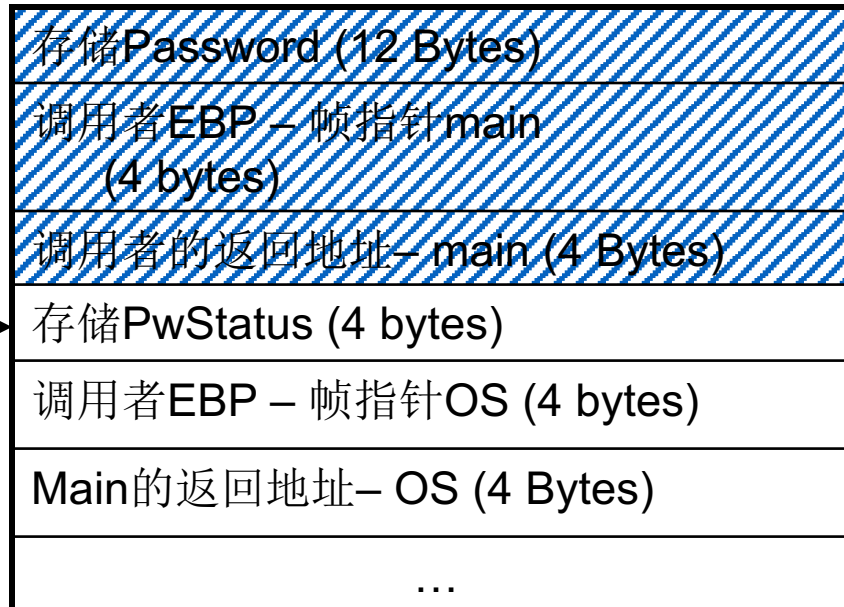 存储Password (12 Bytes)
调用者EBP – 帧指针main
(4 bytes)
调用者的返回地址– main (4 Bytes)
存储PwStatus (4 bytes)
调用者EBP – 帧指针OS (4 bytes)
Main的返回地址– OS (4 Bytes)
…